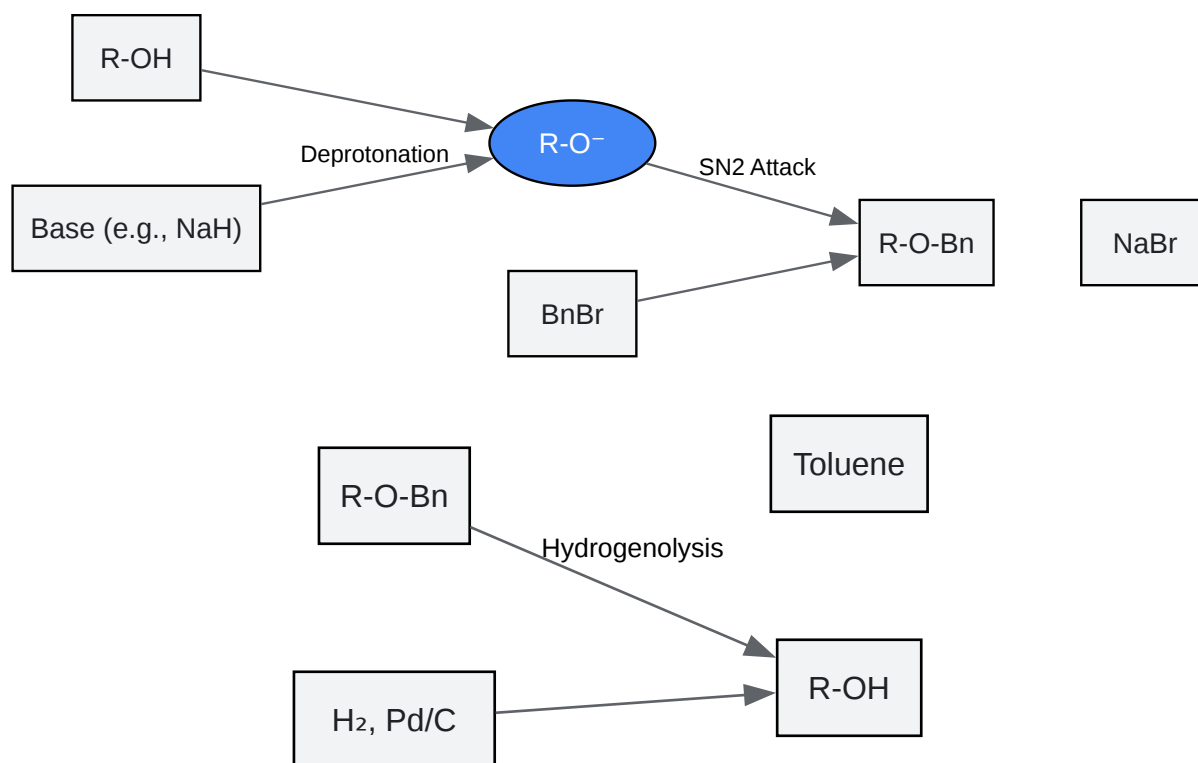 R-OH
R-O⁻
Deprotonation
SN2 Attack
Base (e.g., NaH)
R-O-Bn
NaBr
BnBr
Toluene
R-O-Bn
Hydrogenolysis
R-OH
H₂, Pd/C